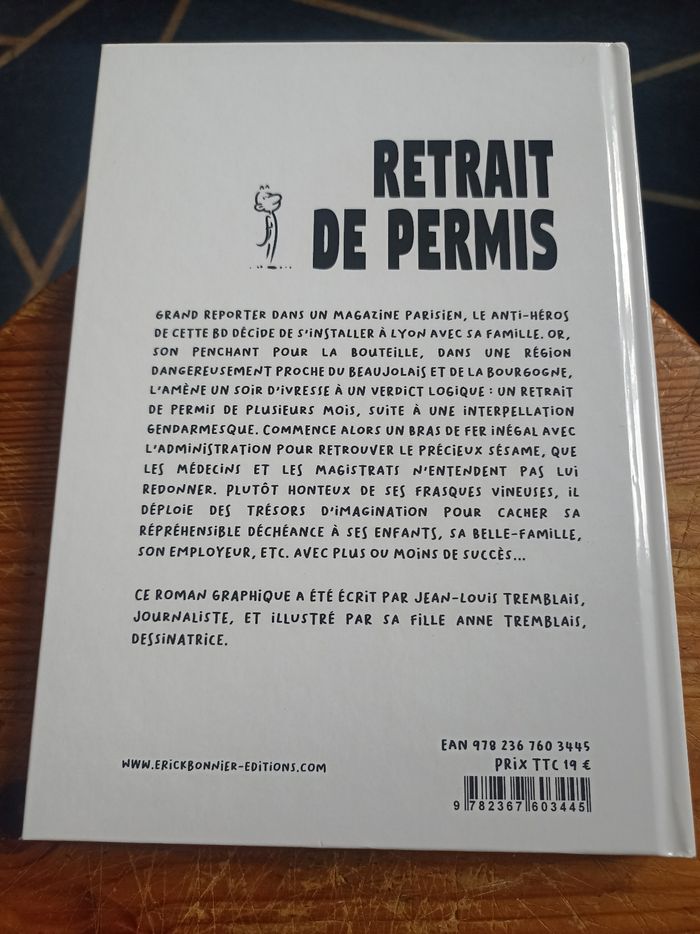 RETRAIT
DE PERMIS
GRAND REPORTER DANS UN MAGAZINE PARISIEN, LE ANTI-HÉROS
DE CETTE BD DÉCIDE DE S'INSTALLER À LYON AVEC SA FAMILLE. OR,
SON PENCHANT POUR LA BOUTEILLE, DANS UNE RÉGION
DANGEREUSEMENT PROCHE DU BEAUJOLAIS ET DE LA BOURGOGNE,
L'AMÈNE UN SOIR D'IVRESSE À UN VERDICT LOGIQUE : UN RETRAIT
DE PERMIS DE PLUSIEURS MOIS, SUITE À UNE INTERPELLATION
GENDARMESQUE. COMMENCE ALORS UN BRAS DE FER INÉGAL AVEC
L'ADMINISTRATION POUR RETROUVER LE PRÉCIEUX SÉSAME, QUE
LES MÉDECINS ET LES MAGISTRATS N'ENTENDENT PAS LUI
REDONNER. PLUTÔT HONTEUX DE SES FRASQUES VINEUSES, IL
DÉPLOIE DES TRÉSORS D'IMAGINATION POUR CACHER SA
RÉPRÉHENSIBLE DÉCHÉANCE À SES ENFANTS, SA BELLE-FAMILLE,
SON EMPLOYEUR, ETC. AVEC PLUS OU MOINS DE SUCCÈS...
CE ROMAN GRAPHIQUE A ÉTÉ ÉCRIT PAR JEAN-LOUIS TREMBLAIS,
JOURNALISTE, ET ILLUSTRÉ PAR SA FILLE ANNE TREMBLAIS,
DESSINATRICE.
EAN 978 236 760 3445
WWW.ERICKBONNIER-EDITIONS.COM
PRIX TTC 19 €
9 782367 603445